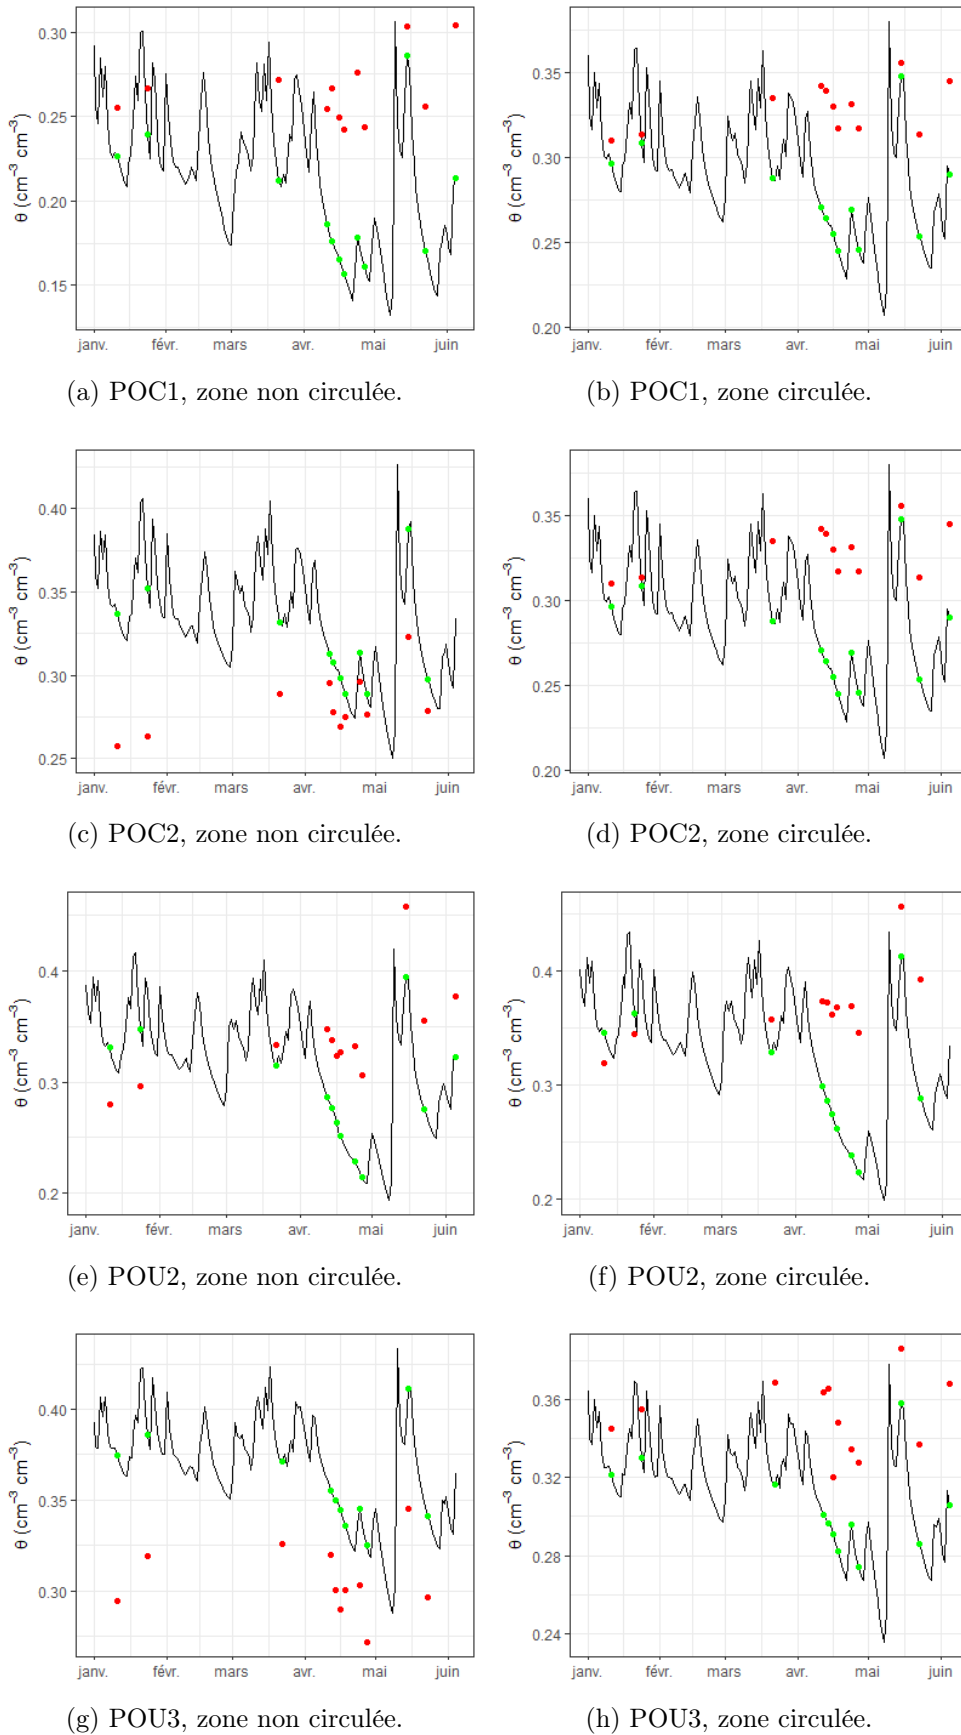 0.30
0.25
0.20
0.15
θ (cm⁻³ cm⁻³)
janv. févr. mars avr. mai juin
(a) POC1, zone non circulée.
0.35
0.30
0.25
0.20
θ (cm⁻³ cm⁻³)
janv. févr. mars avr. mai juin
(b) POC1, zone circulée.
0.40
0.35
0.30
0.25
θ (cm⁻³ cm⁻³)
janv. févr. mars avr. mai juin
(c) POC2, zone non circulée.
0.35
0.30
0.25
0.20
θ (cm⁻³ cm⁻³)
janv. févr. mars avr. mai juin
(d) POC2, zone circulée.
0.4
0.3
0.2
θ (cm⁻³ cm⁻³)
janv. févr. mars avr. mai juin
(e) POU2, zone non circulée.
0.4
0.3
0.2
θ (cm⁻³ cm⁻³)
janv. févr. mars avr. mai juin
(f) POU2, zone circulée.
0.40
0.35
0.30
θ (cm⁻³ cm⁻³)
janv. févr. mars avr. mai juin
(g) POU3, zone non circulée.
0.36
0.32
0.28
0.24
θ (cm⁻³ cm⁻³)
janv. févr. mars avr. mai juin
(h) POU3, zone circulée.